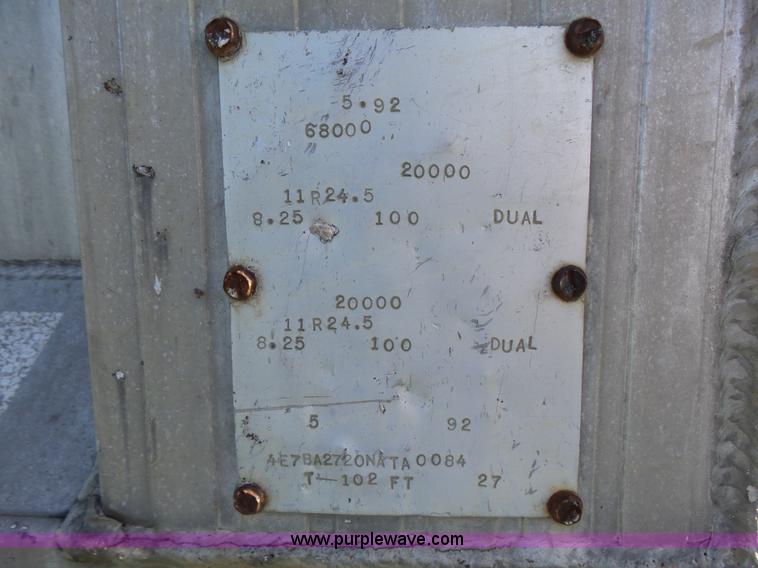 5.92
68000
20000
11R24.5
8.25 100 DUAL
20000
11R24.5
8.25 100 DUAL
5 92
4E7BA2720NATA0084
T-102 FT 27
www.purplewave.com